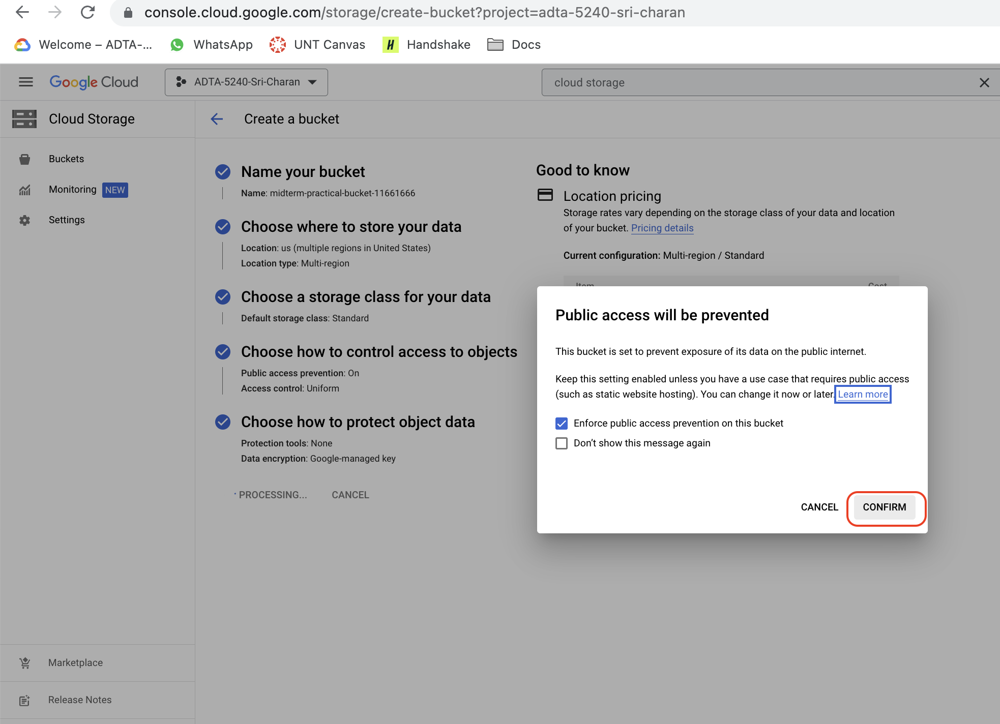 console.cloud.google.com/storage/create-bucket?project=adta-5240-sri-charan
Welcome – ADTA-...
WhatsApp
UNT Canvas
H
Handshake
Docs
Google Cloud
ADTA-5240-Sri-Charan
cloud storage
Cloud Storage
Create a bucket
Buckets
Monitoring NEW
Settings
Name your bucket
Name: midterm-practical-bucket-11661666
Choose where to store your data
Location: us (multiple regions in United States)
Location type: Multi-region
Choose a storage class for your data
Default storage class: Standard
Choose how to control access to objects
Public access prevention: On
Access control: Uniform
Choose how to protect object data
Protection tools: None
Data encryption: Google-managed key
PROCESSING...
CANCEL
Good to know
Location pricing
Storage rates vary depending on the storage class of your data and location
of your bucket. Pricing details
Current configuration: Multi-region / Standard
Item
Cost
Public access will be prevented
This bucket is set to prevent exposure of its data on the public internet.
Keep this setting enabled unless you have a use case that requires public access
(such as static website hosting). You can change it now or later. Learn more
Enforce public access prevention on this bucket
Don’t show this message again
CANCEL
CONFIRM
Marketplace
Release Notes